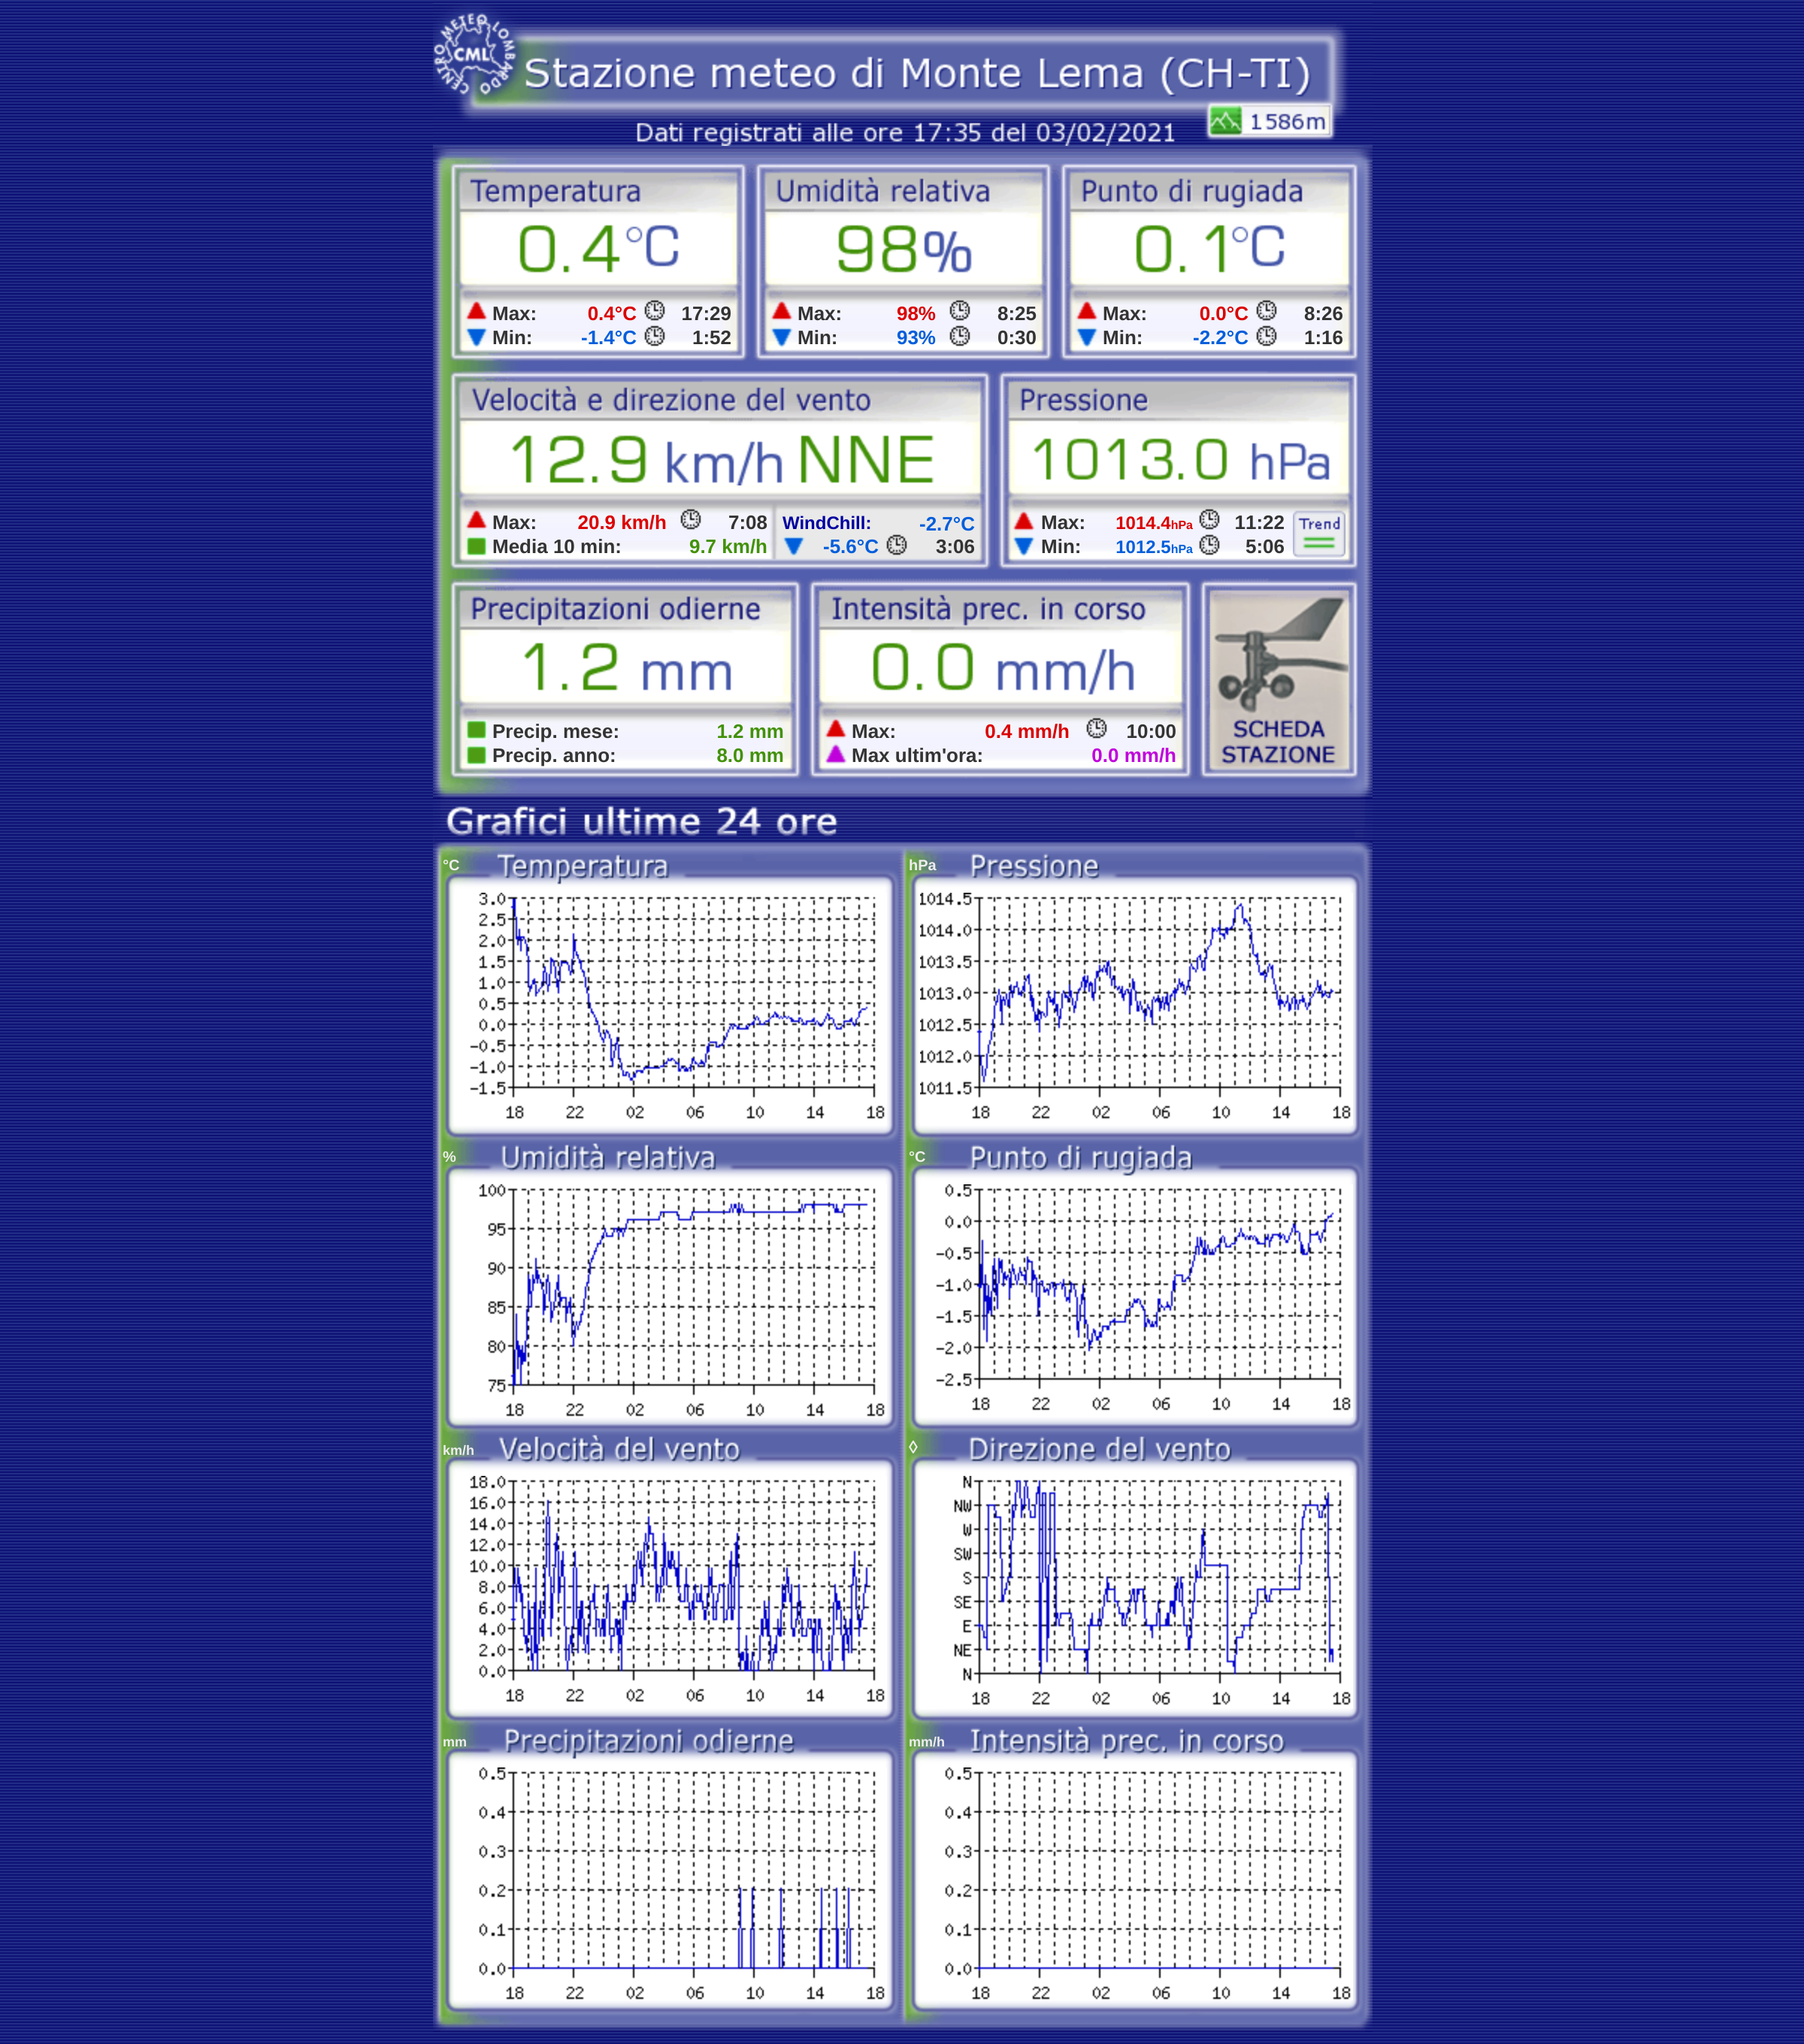 CENTRO METEO LOMBARDO
CML
Stazione meteo di Monte Lema (CH-TI)
1586m
Dati registrati alle ore 17:35 del 03/02/2021
Temperatura
0.4°C
Max: 0.4°C 17:29
Min: -1.4°C 1:52
Umidità relativa
98%
Max: 98% 8:25
Min: 93% 0:30
Punto di rugiada
0.1°C
Max: 0.0°C 8:26
Min: -2.2°C 1:16
Velocità e direzione del vento
12.9 km/h NNE
Max: 20.9 km/h 7:08
Media 10 min: 9.7 km/h
WindChill: -2.7°C
-5.6°C 3:06
Pressione
1013.0 hPa
Max: 1014.4hPa 11:22
Min: 1012.5hPa 5:06
Trend
Precipitazioni odierne
1.2 mm
Precip. mese: 1.2 mm
Precip. anno: 8.0 mm
Intensità prec. in corso
0.0 mm/h
Max: 0.4 mm/h 10:00
Max ultim'ora: 0.0 mm/h
SCHEDA
STAZIONE
Grafici ultime 24 ore
°C Temperatura
3.0
2.5
2.0
1.5
1.0
0.5
0.0
-0.5
-1.0
-1.5
18 22 02 06 10 14 18
hPa Pressione
1014.5
1014.0
1013.5
1013.0
1012.5
1012.0
1011.5
18 22 02 06 10 14 18
% Umidità relativa
100
95
90
85
80
75
18 22 02 06 10 14 18
°C Punto di rugiada
0.5
0.0
-0.5
-1.0
-1.5
-2.0
-2.5
18 22 02 06 10 14 18
km/h Velocità del vento
18.0
16.0
14.0
12.0
10.0
8.0
6.0
4.0
2.0
0.0
18 22 02 06 10 14 18
◊ Direzione del vento
N
NW
W
SW
S
SE
E
NE
N
18 22 02 06 10 14 18
mm Precipitazioni odierne
0.5
0.4
0.3
0.2
0.1
0.0
18 22 02 06 10 14 18
mm/h Intensità prec. in corso
0.5
0.4
0.3
0.2
0.1
0.0
18 22 02 06 10 14 18